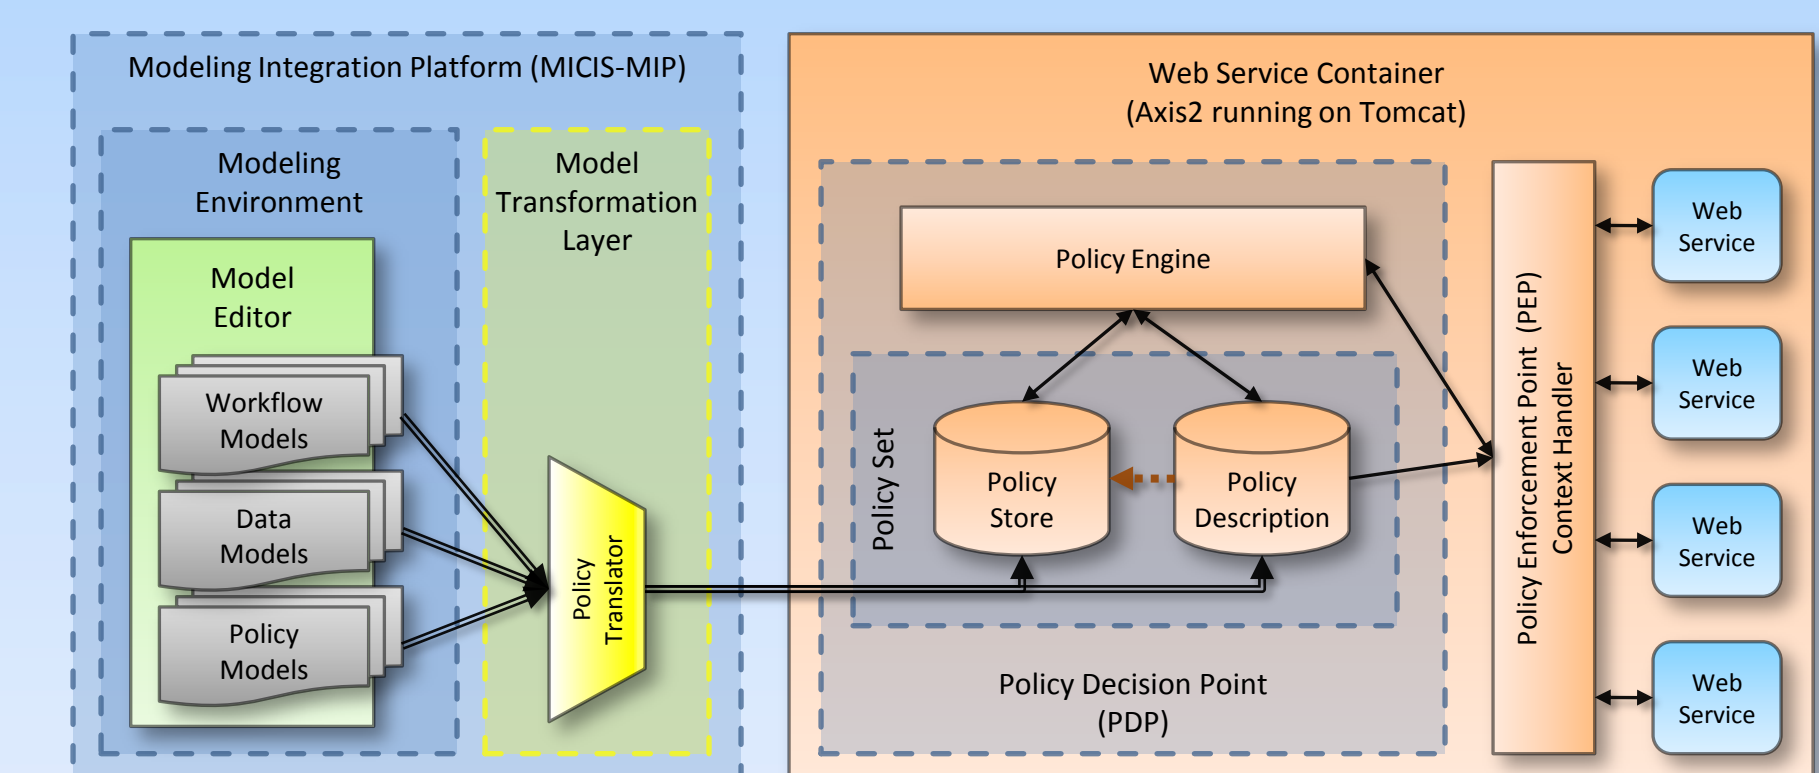 Modeling Integration Platform (MICIS-MIP)
Modeling
Environment
Model
Editor
Workflow
Models
Data
Models
Policy
Models
Model
Transformation
Layer
Policy
Translator
Web Service Container
(Axis2 running on Tomcat)
Policy Engine
Policy Set
Policy
Store
Policy
Description
Policy Decision Point
(PDP)
Policy Enforcement Point (PEP)
Context Handler
Web
Service
Web
Service
Web
Service
Web
Service